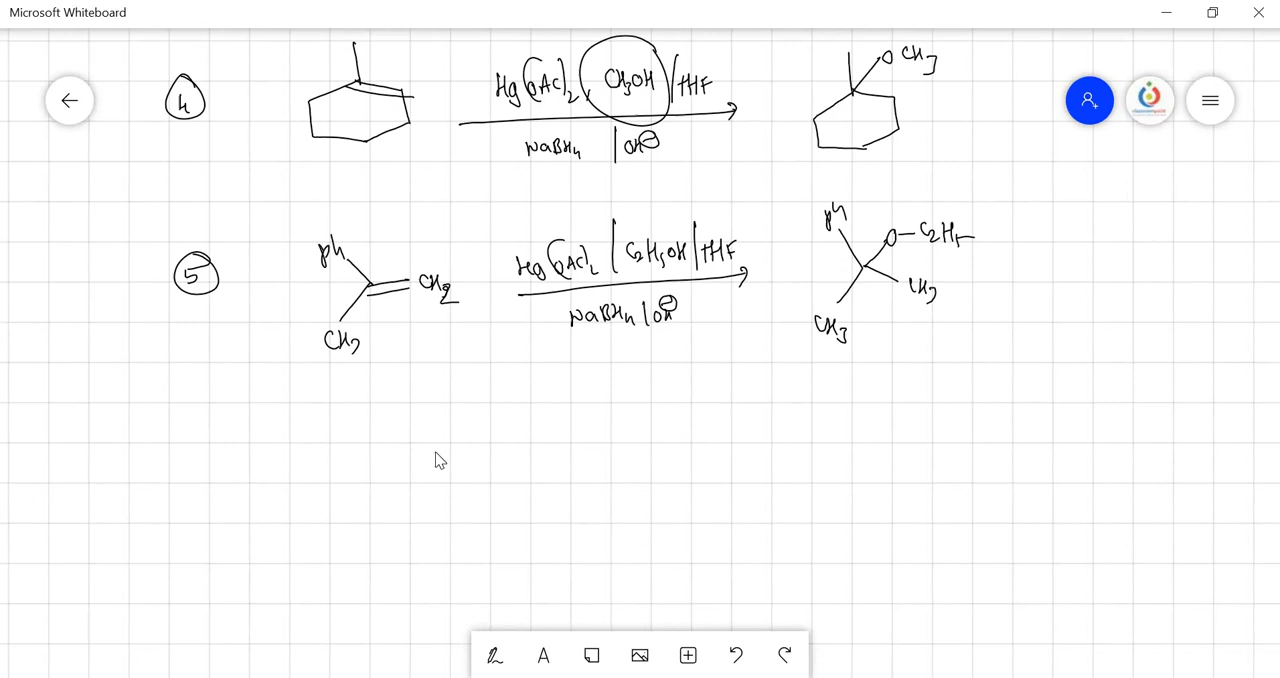 Microsoft Whiteboard
4
Hg(OAc)2, CH3OH / THF
NaBH4 | OH⊖
OCH3
5
ph
CH2
CH3
Hg(OAc)2 | C2H5OH | THF
NaBH4 | OH⊖
ph
O-C2H5
CH3
CH3
A